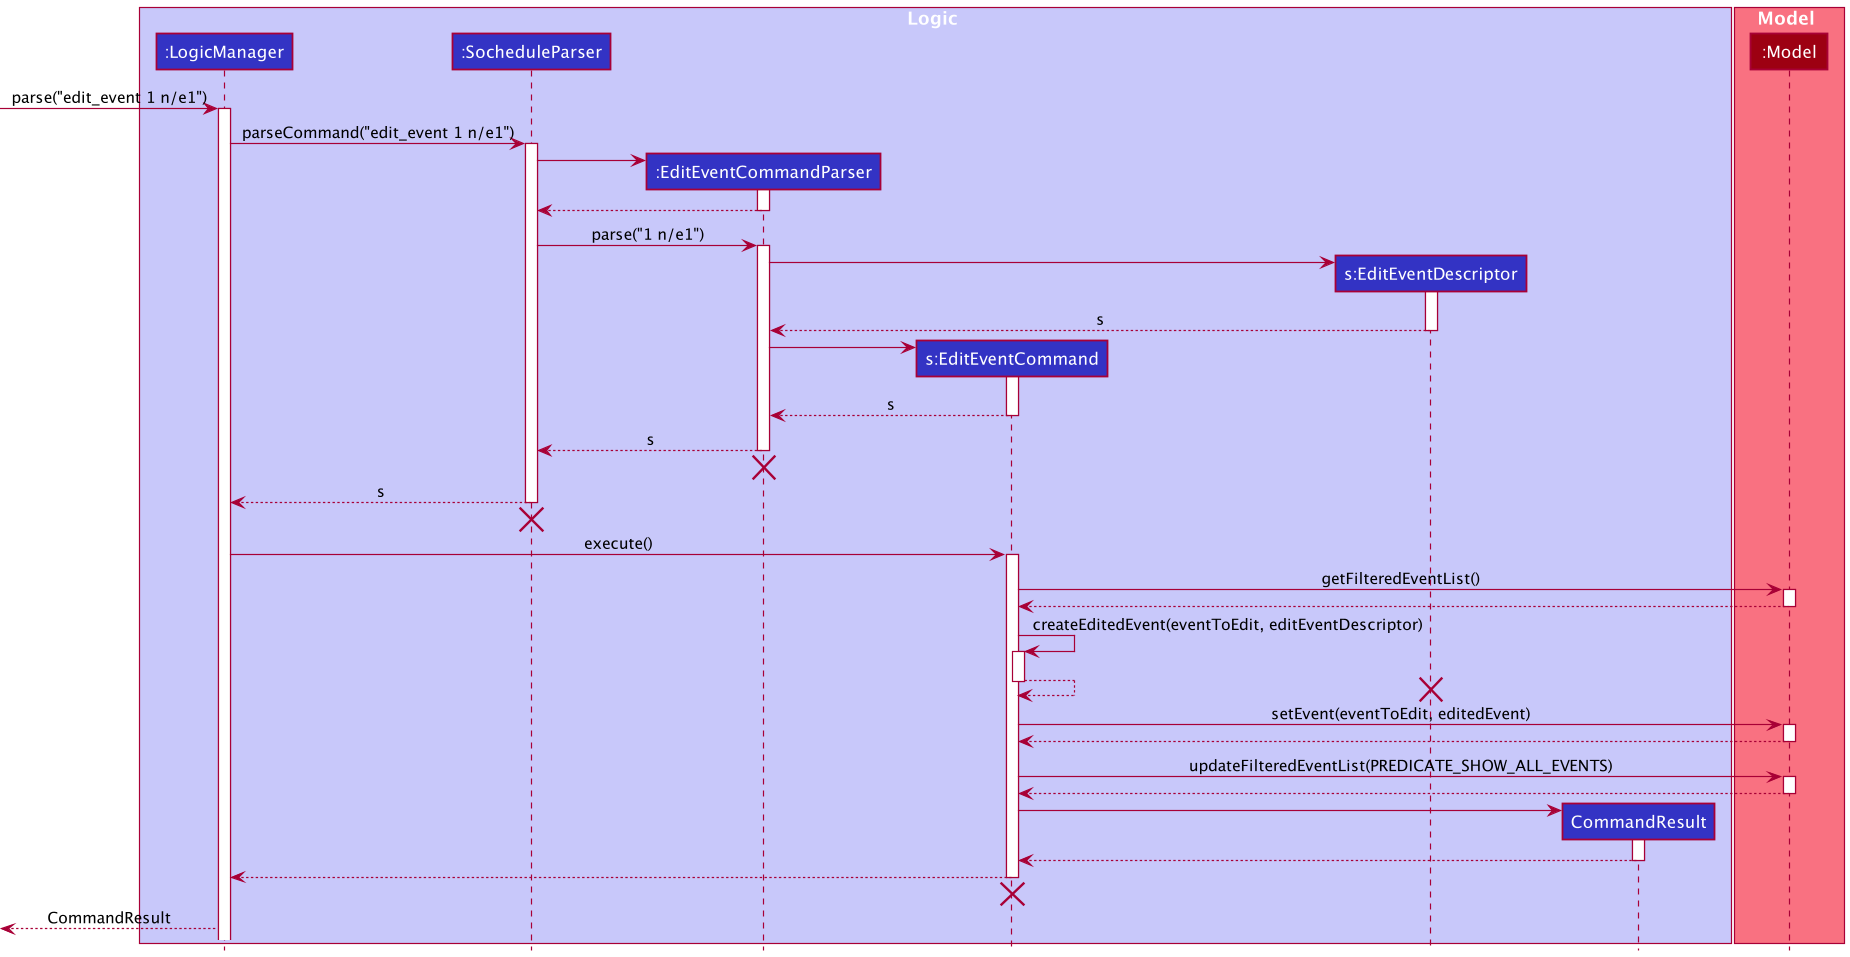 Logic
Model
:LogicManager
:SocheduleParser
:Model
parse("edit_event 1 n/e1")
parseCommand("edit_event 1 n/e1")
:EditEventCommandParser
parse("1 n/e1")
s:EditEventDescriptor
s
s:EditEventCommand
s
s
s
execute()
getFilteredEventList()
createEditedEvent(eventToEdit, editEventDescriptor)
setEvent(eventToEdit, editedEvent)
updateFilteredEventList(PREDICATE_SHOW_ALL_EVENTS)
CommandResult
CommandResult